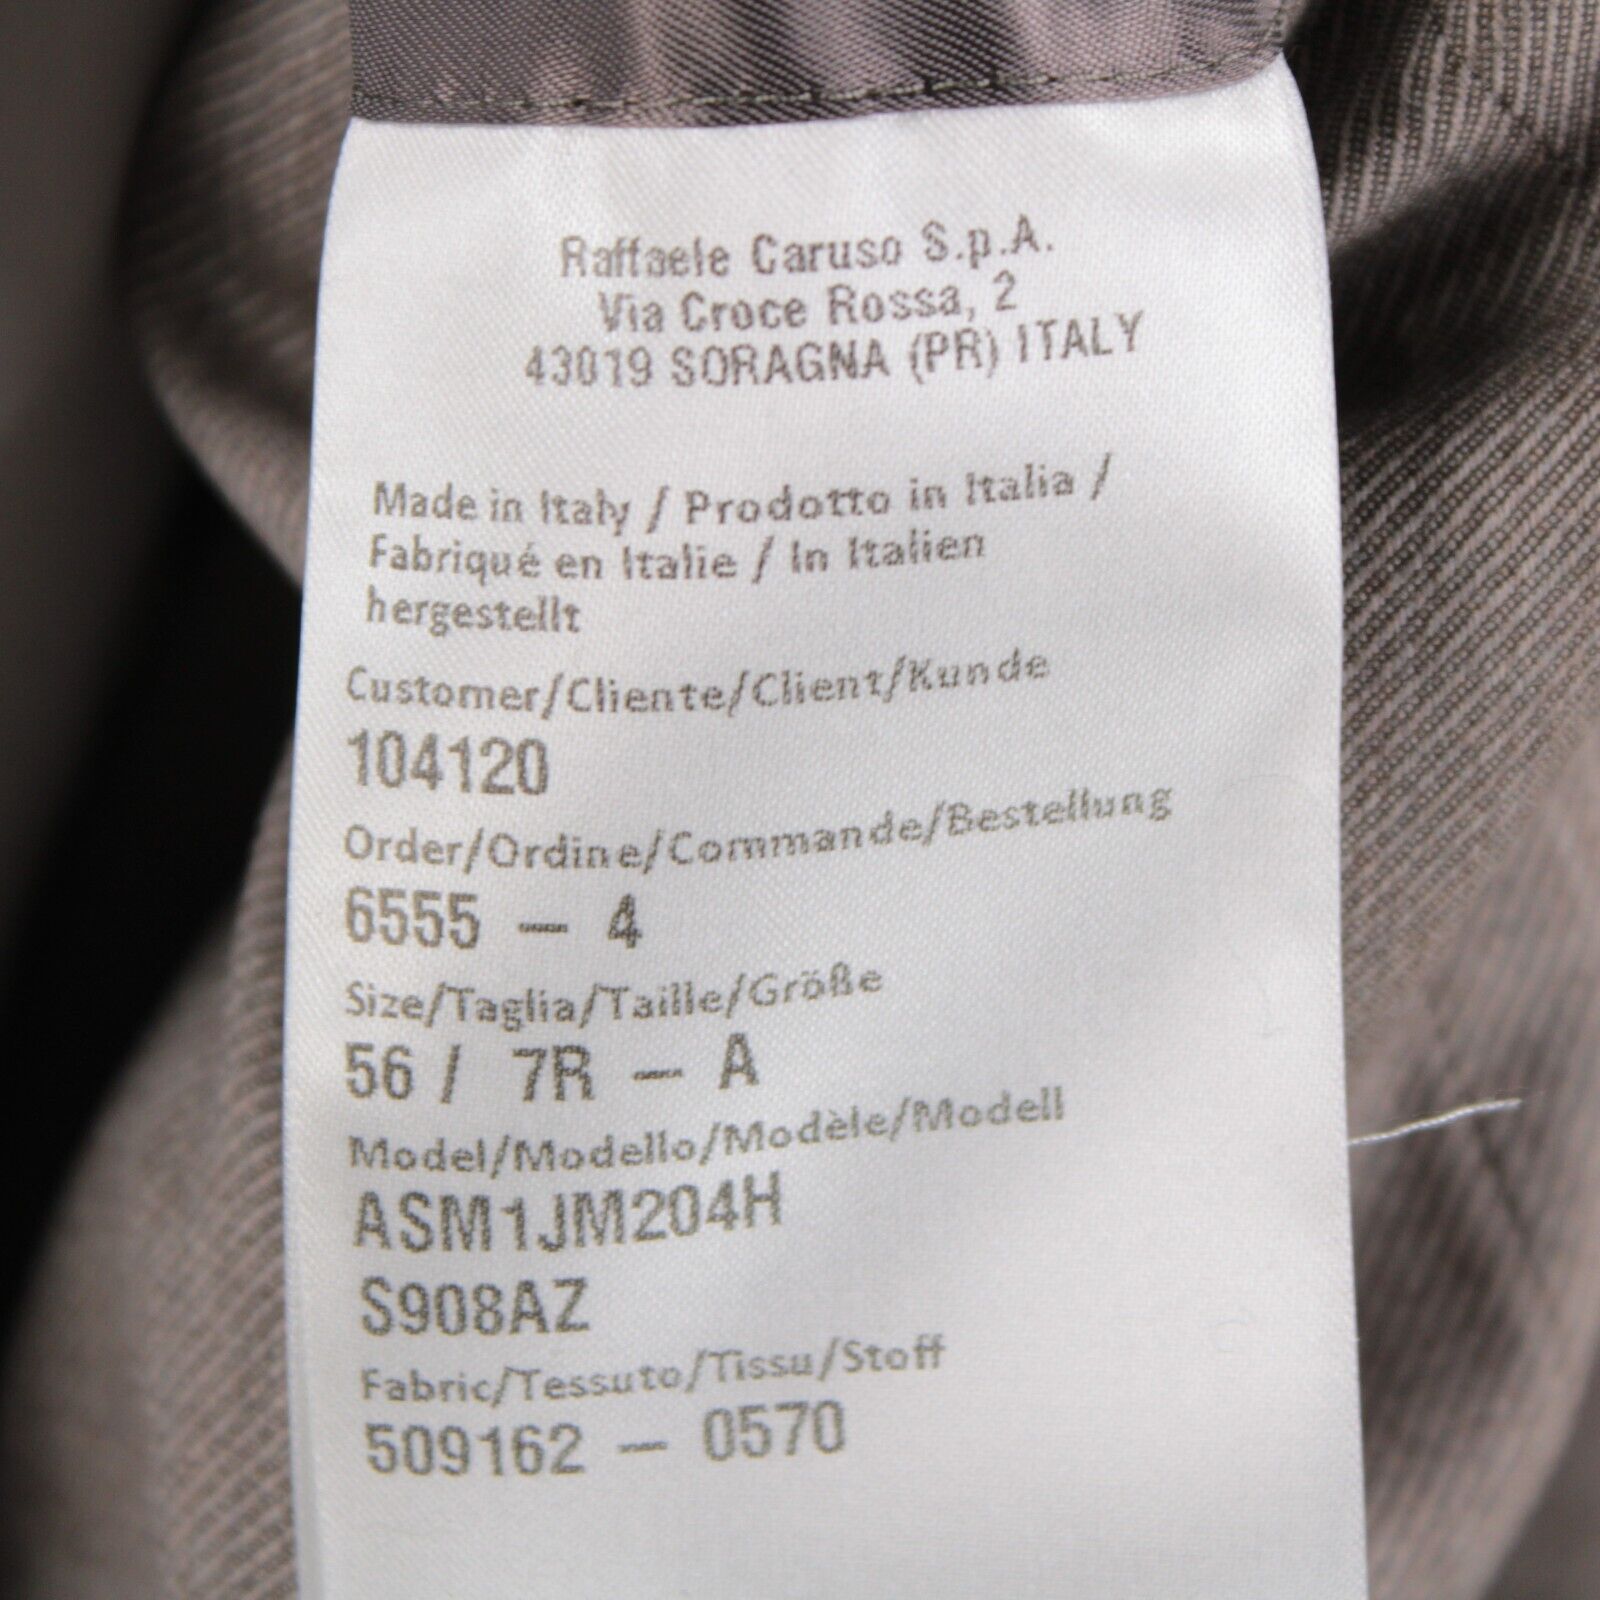 Raffaele Caruso S.p.A.
Via Croce Rossa, 2
43019 SORAGNA (PR) ITALY
Made in Italy / Prodotto in Italia /
Fabriqué en Italie / In Italien
hergestellt
Customer/Cliente/Client/Kunde
104120
Order/Ordine/Commande/Bestellung
6555 – 4
Size/Taglia/Taille/Größe
56 / 7R – A
Model/Modello/Modèle/Modell
ASM1JM204H
S908AZ
Fabric/Tessuto/Tissu/Stoff
509162 – 0570